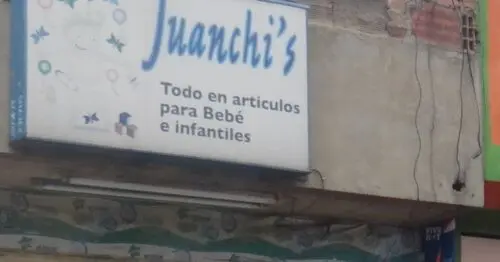 Juanchi's
Todo en articulos
para Bebé
e infantiles